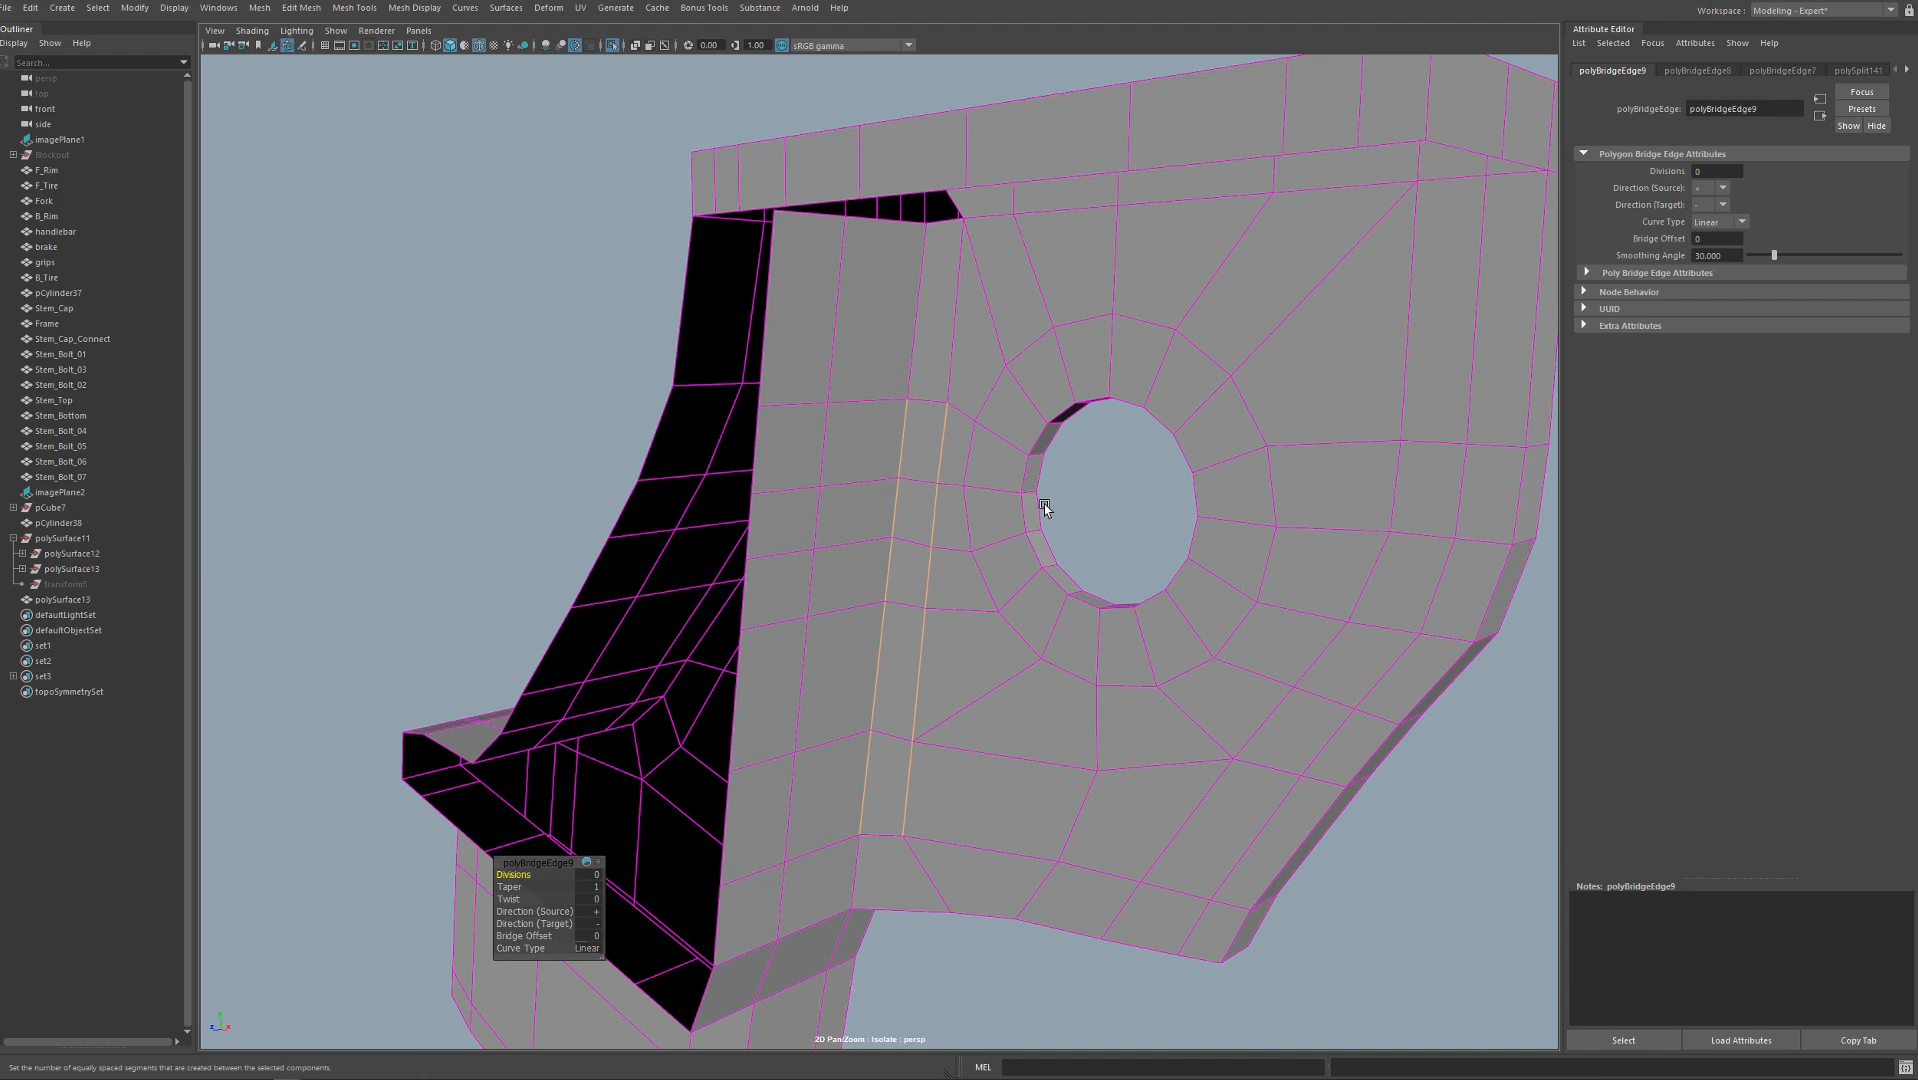 File Edit Create Select Modify Display Windows Mesh Edit Mesh Mesh Tools Mesh Display Curves Surfaces Deform UV Generate Cache Bonus Tools Substance Arnold Help
Workspace : Modeling - Expert*
Outliner
Display Show Help
Search...
persp
top
front
side
imagePlane1
Blockout
F_Rim
F_Tire
Fork
B_Rim
handlebar
brake
grips
B_Tire
pCylinder37
Stem_Cap
Frame
Stem_Cap_Connect
Stem_Bolt_01
Stem_Bolt_03
Stem_Bolt_02
Stem_Top
Stem_Bottom
Stem_Bolt_04
Stem_Bolt_05
Stem_Bolt_06
Stem_Bolt_07
imagePlane2
pCube7
pCylinder38
polySurface11
polySurface12
polySurface13
transform5
polySurface13
defaultLightSet
defaultObjectSet
set1
set2
set3
topoSymmetrySet
View Shading Lighting Show Renderer Panels
0.00 1.00 sRGB gamma
polyBridgeEdge9
Divisions 0
Taper 1
Twist 0
Direction (Source) +
Direction (Target) -
Bridge Offset 0
Curve Type Linear
2D Pan/Zoom : Isolate : persp
Attribute Editor
List Selected Focus Attributes Show Help
polyBridgeEdge9 polyBridgeEdge8 polyBridgeEdge7 polySplit141
Focus
polyBridgeEdge: polyBridgeEdge9
Presets
Show Hide
Polygon Bridge Edge Attributes
Divisions 0
Direction (Source) +
Direction (Target) -
Curve Type Linear
Bridge Offset 0
Smoothing Angle 30.000
Poly Bridge Edge Attributes
Node Behavior
UUID
Extra Attributes
Notes: polyBridgeEdge9
Select Load Attributes Copy Tab
Set the number of equally spaced segments that are created between the selected components.
MEL